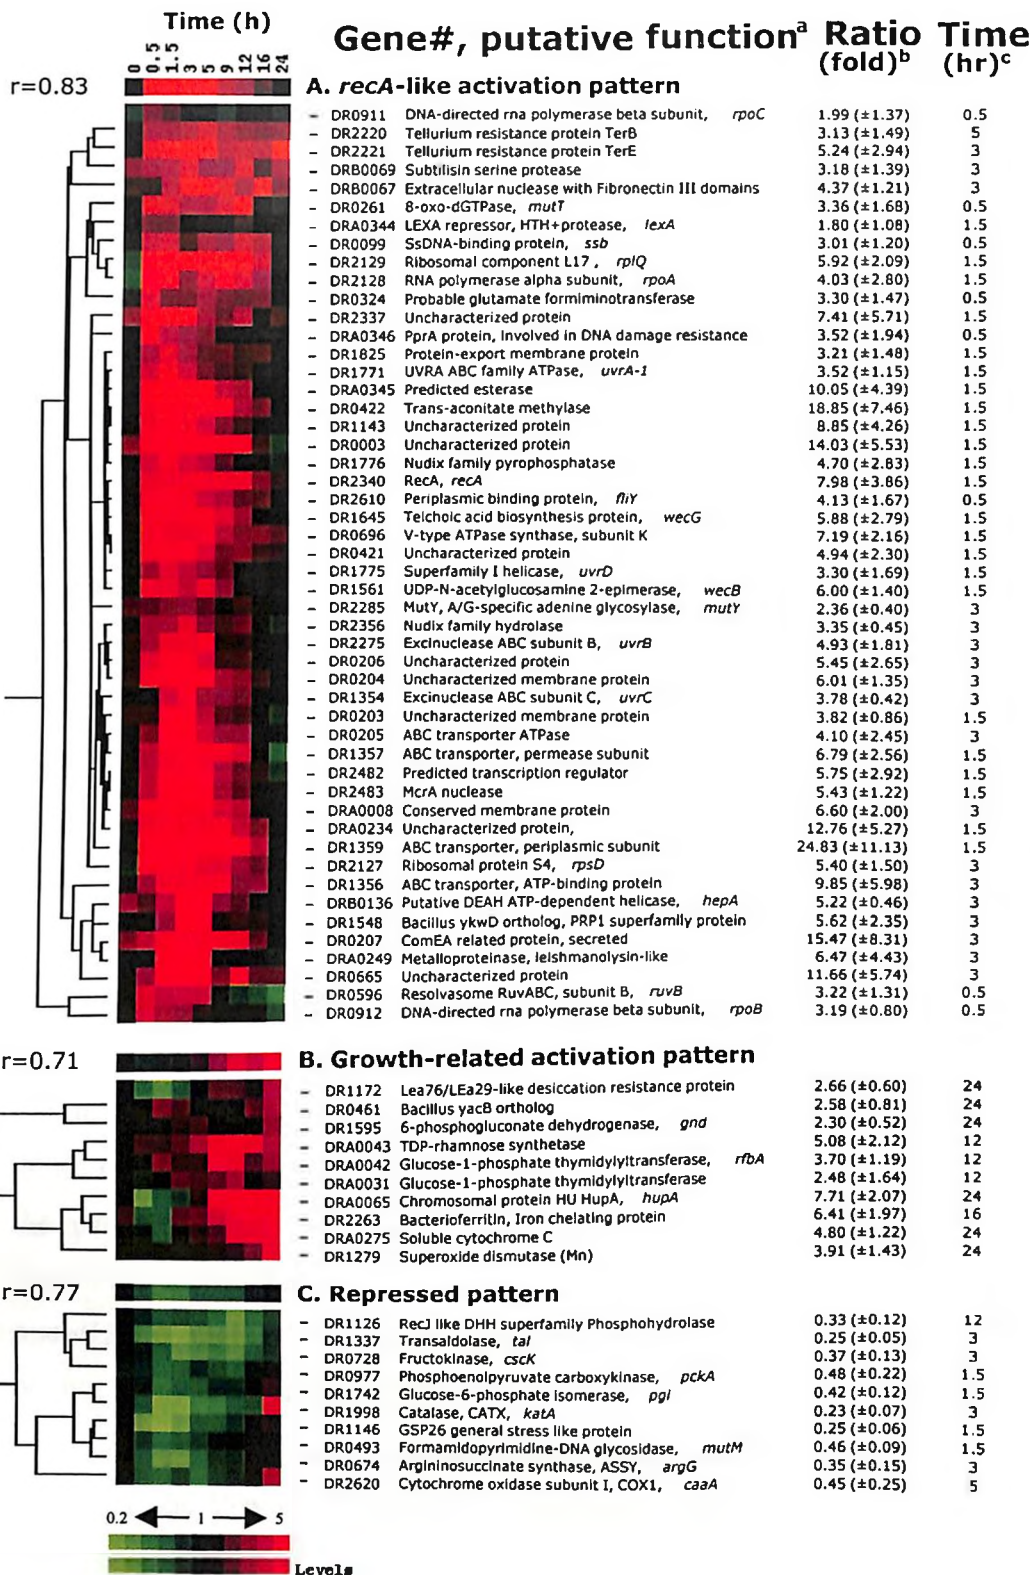 Time (h)
0 0.5 1.5 3 5 9 12 16 24
Gene#, putative functionᵃ Ratio (fold)ᵇ Time (hr)ᶜ
r=0.83
A. recA-like activation pattern
– DR0911 DNA-directed rna polymerase beta subunit, rpoC 1.99 (±1.37) 0.5
– DR2220 Tellurium resistance protein TerB 3.13 (±1.49) 5
– DR2221 Tellurium resistance protein TerE 5.24 (±2.94) 3
– DRB0069 Subtilisin serine protease 3.18 (±1.39) 3
– DRB0067 Extracellular nuclease with Fibronectin III domains 4.37 (±1.21) 3
– DR0261 8-oxo-dGTPase, mutT 3.36 (±1.68) 0.5
– DRA0344 LEXA repressor, HTH+protease, lexA 1.80 (±1.08) 1.5
– DR0099 SsDNA-binding protein, ssb 3.01 (±1.20) 0.5
– DR2129 Ribosomal component L17 , rplQ 5.92 (±2.09) 1.5
– DR2128 RNA polymerase alpha subunit, rpoA 4.03 (±2.80) 1.5
– DR0324 Probable glutamate formiminotransferase 3.30 (±1.47) 0.5
– DR2337 Uncharacterized protein 7.41 (±5.71) 1.5
– DRA0346 PprA protein, Involved in DNA damage resistance 3.52 (±1.94) 0.5
– DR1825 Protein-export membrane protein 3.21 (±1.48) 1.5
– DR1771 UVRA ABC family ATPase, uvrA-1 3.52 (±1.15) 1.5
– DRA0345 Predicted esterase 10.05 (±4.39) 1.5
– DR0422 Trans-aconitate methylase 18.85 (±7.46) 1.5
– DR1143 Uncharacterized protein 8.85 (±4.26) 1.5
– DR0003 Uncharacterized protein 14.03 (±5.53) 1.5
– DR1776 Nudix family pyrophosphatase 4.70 (±2.83) 1.5
– DR2340 RecA, recA 7.98 (±3.86) 1.5
– DR2610 Periplasmic binding protein, fliY 4.13 (±1.67) 0.5
– DR1645 Teichoic acid biosynthesis protein, wecG 5.88 (±2.79) 1.5
– DR0696 V-type ATPase synthase, subunit K 7.19 (±2.16) 1.5
– DR0421 Uncharacterized protein 4.94 (±2.30) 1.5
– DR1775 Superfamily I helicase, uvrD 3.30 (±1.69) 1.5
– DR1561 UDP-N-acetylglucosamine 2-epimerase, wecB 6.00 (±1.40) 1.5
– DR2285 MutY, A/G-specific adenine glycosylase, mutY 2.36 (±0.40) 3
– DR2356 Nudix family hydrolase 3.35 (±0.45) 3
– DR2275 Excinuclease ABC subunit B, uvrB 4.93 (±1.81) 3
– DR0206 Uncharacterized protein 5.45 (±2.65) 3
– DR0204 Uncharacterized membrane protein 6.01 (±1.35) 3
– DR1354 Excinuclease ABC subunit C, uvrC 3.78 (±0.42) 3
– DR0203 Uncharacterized membrane protein 3.82 (±0.86) 1.5
– DR0205 ABC transporter ATPase 4.10 (±2.45) 3
– DR1357 ABC transporter, permease subunit 6.79 (±2.56) 1.5
– DR2482 Predicted transcription regulator 5.75 (±2.92) 1.5
– DR2483 McrA nuclease 5.43 (±1.22) 1.5
– DRA0008 Conserved membrane protein 6.60 (±2.00) 3
– DRA0234 Uncharacterized protein, 12.76 (±5.27) 1.5
– DR1359 ABC transporter, periplasmic subunit 24.83 (±11.13) 1.5
– DR2127 Ribosomal protein S4, rpsD 5.40 (±1.50) 3
– DR1356 ABC transporter, ATP-binding protein 9.85 (±5.98) 3
– DRB0136 Putative DEAH ATP-dependent helicase, hepA 5.22 (±0.46) 3
– DR1548 Bacillus ykwD ortholog, PRP1 superfamily protein 5.62 (±2.35) 3
– DR0207 ComEA related protein, secreted 15.47 (±8.31) 3
– DRA0249 Metalloproteinase, leishmanolysin-like 6.47 (±4.43) 3
– DR0665 Uncharacterized protein 11.66 (±5.74) 3
– DR0596 Resolvasome RuvABC, subunit B, ruvB 3.22 (±1.31) 0.5
– DR0912 DNA-directed rna polymerase beta subunit, rpoB 3.19 (±0.80) 0.5
r=0.71
B. Growth-related activation pattern
– DR1172 Lea76/LEa29-like desiccation resistance protein 2.66 (±0.60) 24
– DR0461 Bacillus yacB ortholog 2.58 (±0.81) 24
– DR1595 6-phosphogluconate dehydrogenase, gnd 2.30 (±0.52) 24
– DRA0043 TDP-rhamnose synthetase 5.08 (±2.12) 12
– DRA0042 Glucose-1-phosphate thymidylyltransferase, rfbA 3.70 (±1.19) 12
– DRA0031 Glucose-1-phosphate thymidylyltransferase 2.48 (±1.64) 12
– DRA0065 Chromosomal protein HU HupA, hupA 7.71 (±2.07) 24
– DR2263 Bacterioferritin, Iron chelating protein 6.41 (±1.97) 16
– DRA0275 Soluble cytochrome C 4.80 (±1.22) 24
– DR1279 Superoxide dismutase (Mn) 3.91 (±1.43) 24
r=0.77
C. Repressed pattern
– DR1126 RecJ like DHH superfamily Phosphohydrolase 0.33 (±0.12) 12
– DR1337 Transaldolase, tal 0.25 (±0.05) 3
– DR0728 Fructokinase, cscK 0.37 (±0.13) 3
– DR0977 Phosphoenolpyruvate carboxykinase, pckA 0.48 (±0.22) 1.5
– DR1742 Glucose-6-phosphate isomerase, pgi 0.42 (±0.12) 1.5
– DR1998 Catalase, CATX, katA 0.23 (±0.07) 3
– DR1146 GSP26 general stress like protein 0.25 (±0.06) 1.5
– DR0493 Formamidopyrimidine-DNA glycosidase, mutM 0.46 (±0.09) 1.5
– DR0674 Argininosuccinate synthase, ASSY, argG 0.35 (±0.15) 3
– DR2620 Cytochrome oxidase subunit I, COX1, caaA 0.45 (±0.25) 5
0.2 1 5
Levels